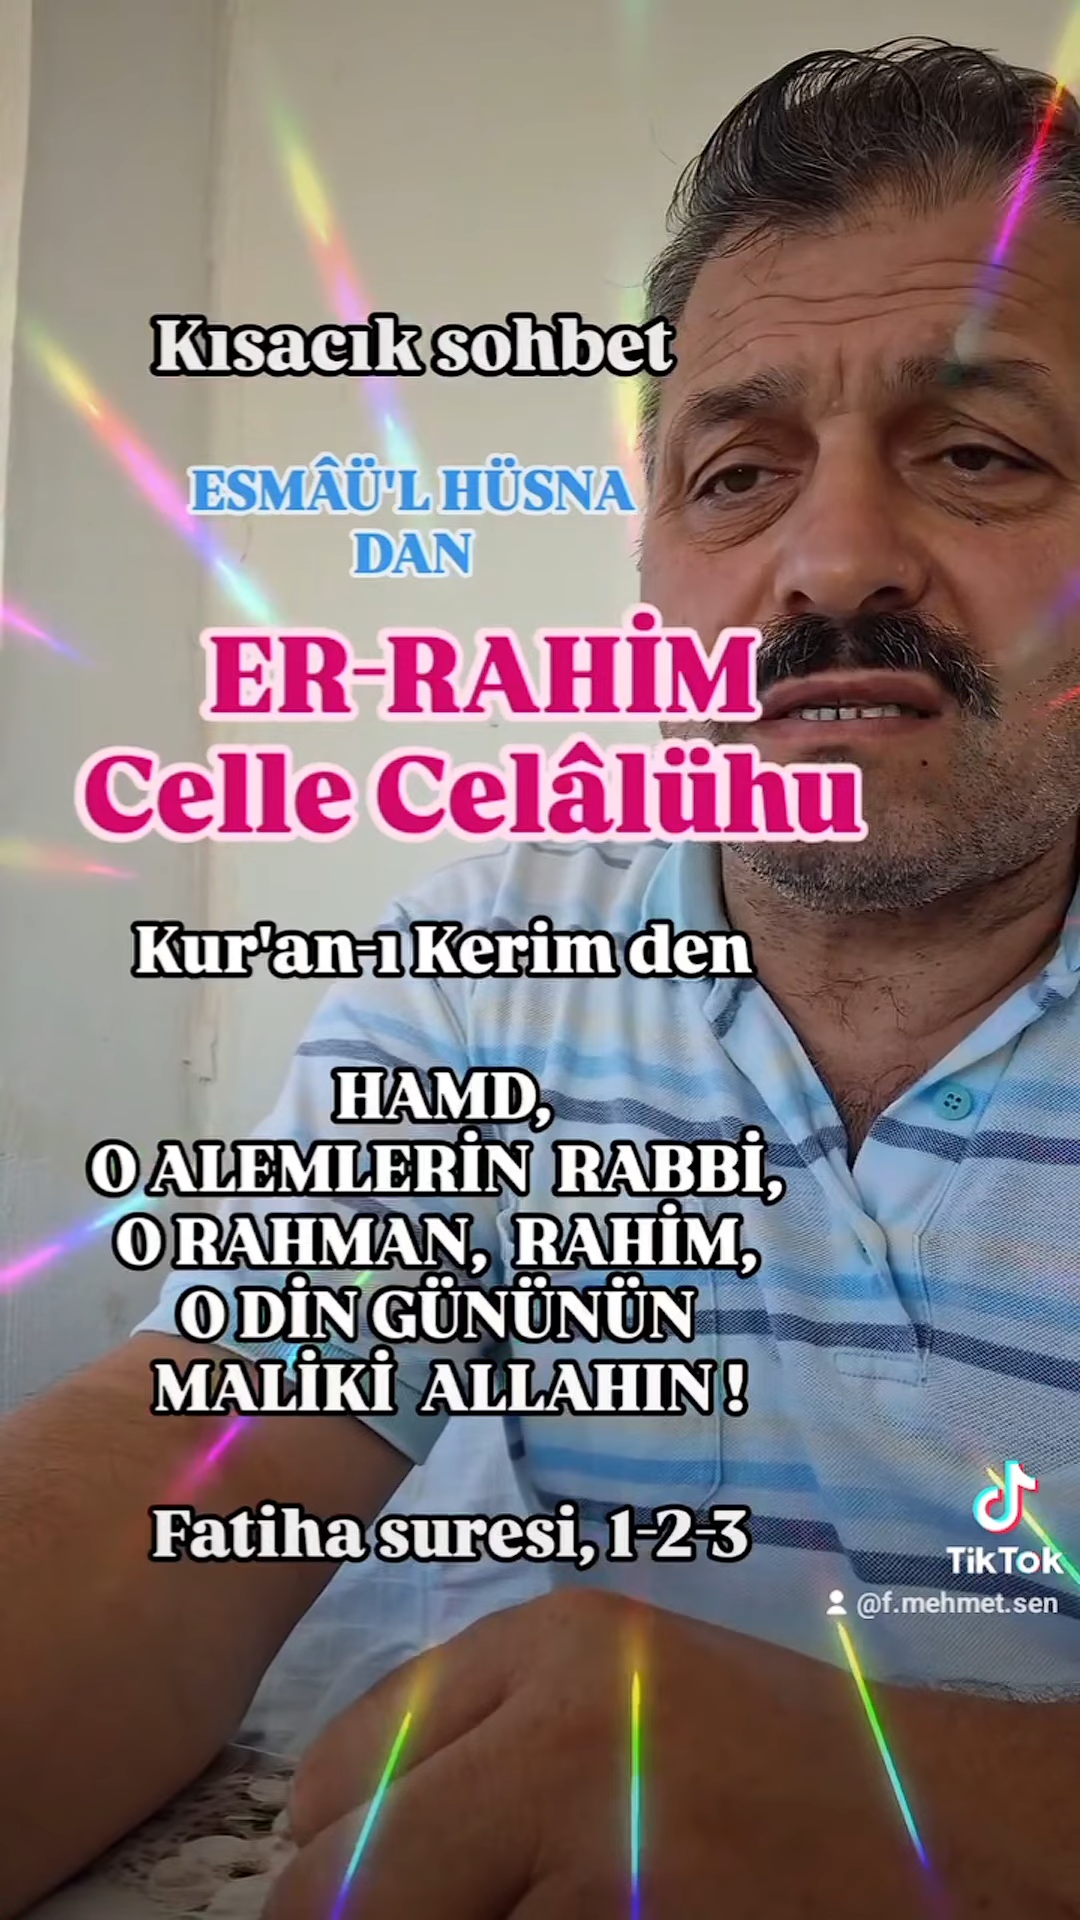 Kısacık sohbet
ESMÂÜ'L HÜSNA
DAN
ER-RAHİM
Celle Celâlühu
Kur'an-ı Kerim den
HAMD,
O ALEMLERİN RABBİ,
O RAHMAN, RAHİM,
O DİN GÜNÜNÜN
MALİKİ ALLAHIN!
Fatiha suresi, 1-2-3
TikTok
@f.mehmet.sen